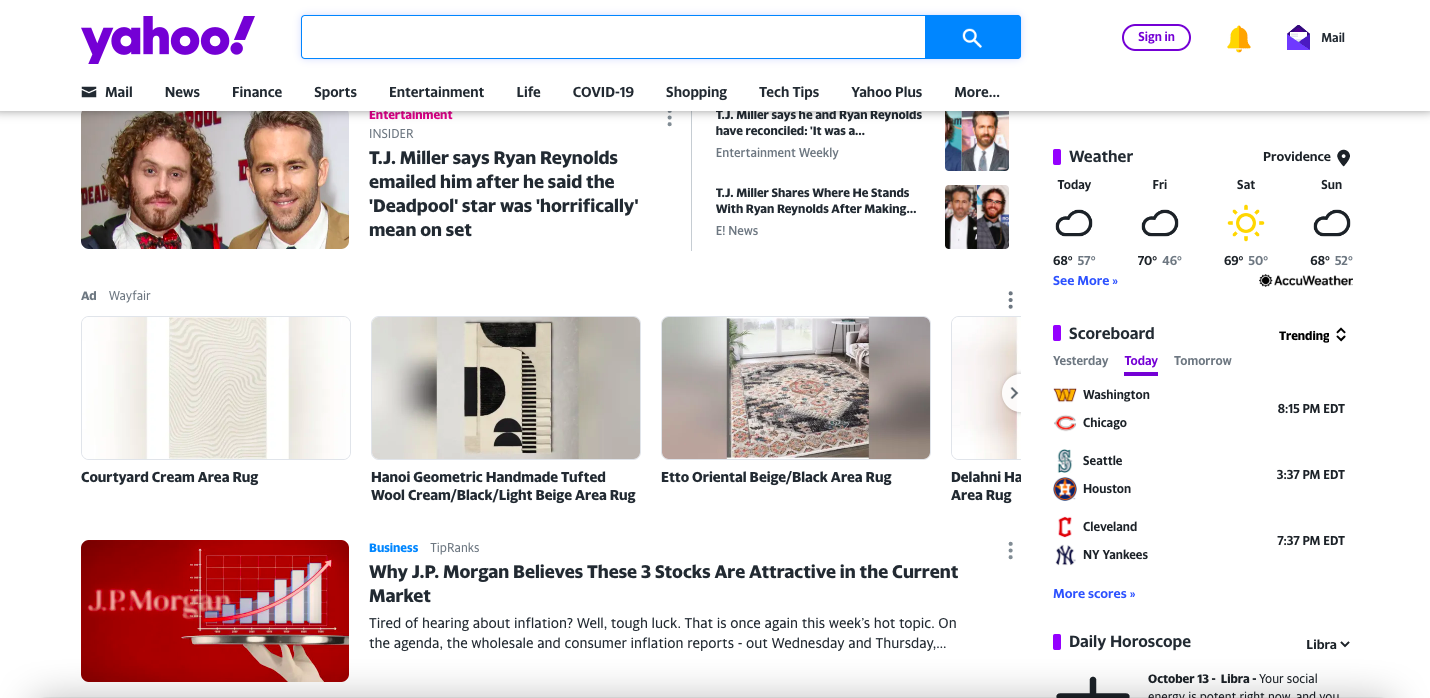 yahoo!
Sign in
Mail
Mail
News
Finance
Sports
Entertainment
Life
COVID-19
Shopping
Tech Tips
Yahoo Plus
More...
DEADPOOL
Entertainment
INSIDER
T.J. Miller says Ryan Reynolds
emailed him after he said the
'Deadpool' star was 'horrifically'
mean on set
T.J. Miller says he and Ryan Reynolds
have reconciled: 'It was a...
Entertainment Weekly
T.J. Miller Shares Where He Stands
With Ryan Reynolds After Making...
E! News
Ad Wayfair
Courtyard Cream Area Rug
Hanoi Geometric Handmade Tufted
Wool Cream/Black/Light Beige Area Rug
Etto Oriental Beige/Black Area Rug
Delahni Ha
Area Rug
J.P.Morgan
Business TipRanks
Why J.P. Morgan Believes These 3 Stocks Are Attractive in the Current
Market
Tired of hearing about inflation? Well, tough luck. That is once again this week's hot topic. On
the agenda, the wholesale and consumer inflation reports - out Wednesday and Thursday,...
Weather
Providence
Today Fri Sat Sun
68° 57° 70° 46° 69° 50° 68° 52°
See More »
AccuWeather
Scoreboard
Trending
Yesterday Today Tomorrow
Washington
Chicago
8:15 PM EDT
Seattle
Houston
3:37 PM EDT
Cleveland
NY Yankees
7:37 PM EDT
More scores »
Daily Horoscope
Libra
October 13 - Libra - Your social
energy is potent right now, and you